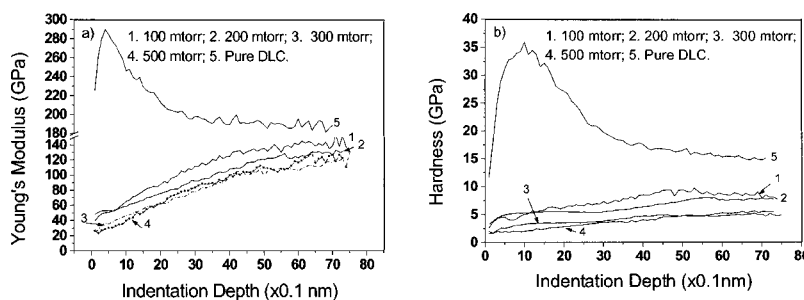 a)
1. 100 mtorr; 2. 200 mtorr; 3. 300 mtorr;
4. 500 mtorr; 5. Pure DLC.
Young's Modulus (GPa)
300
280
260
240
220
200
180
140
120
100
80
60
40
20
0
5
1
2
3
4
0 10 20 30 40 50 60 70 80
Indentation Depth (x0.1 nm)
b)
1. 100 mtorr; 2. 200 mtorr; 3. 300 mtorr;
4. 500 mtorr; 5. Pure DLC.
Hardness (GPa)
40
35
30
25
20
15
10
5
0
5
1
2
3
4
0 10 20 30 40 50 60 70 80
Indentation Depth (x0.1nm)